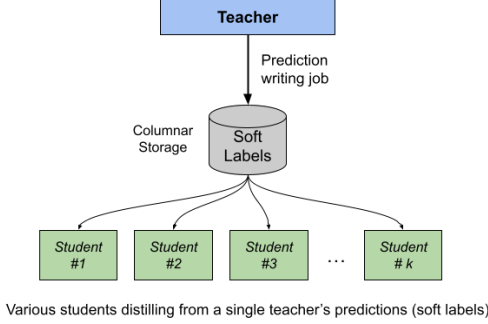 Teacher
Prediction
writing job
Columnar
Storage
Soft
Labels
Student
#1
Student
#2
Student
#3
...
Student
# k
Various students distilling from a single teacher's predictions (soft labels)